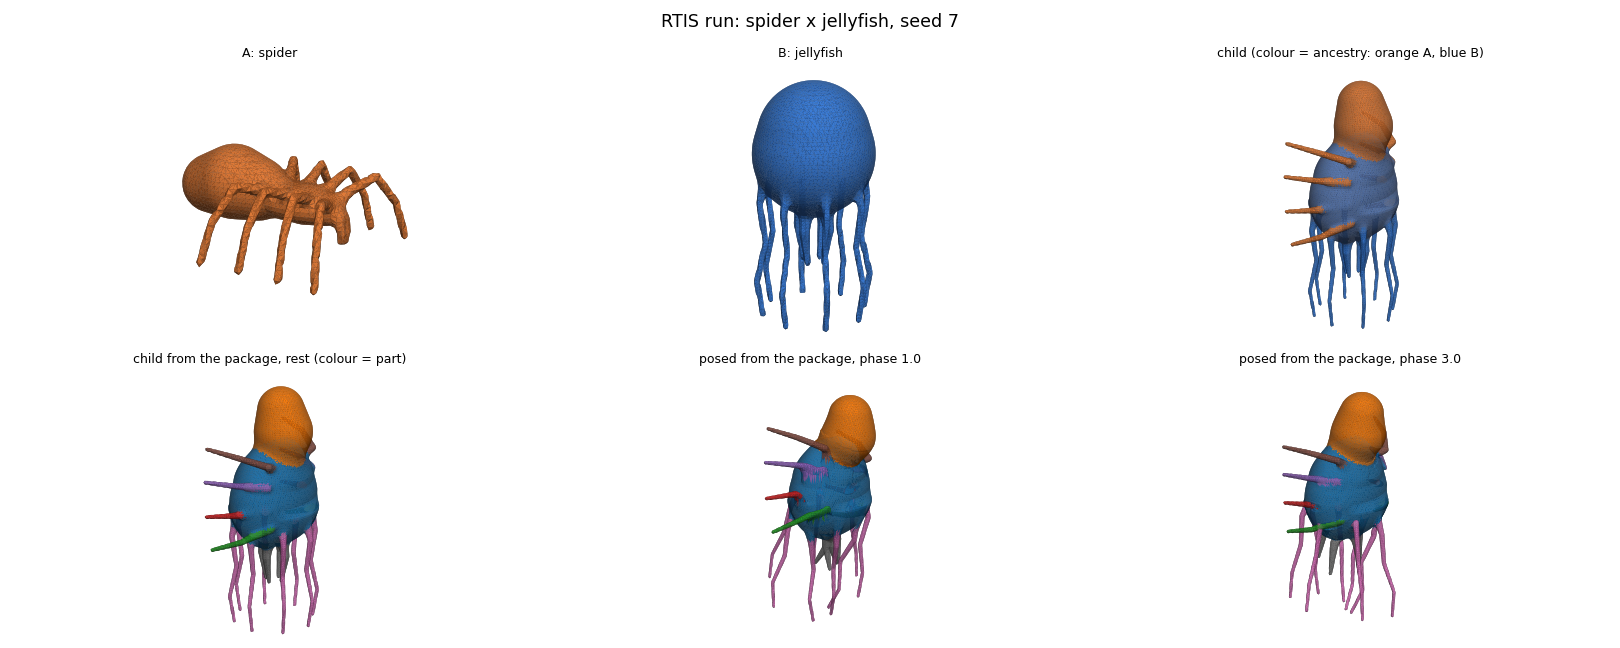 RTIS run: spider x jellyfish, seed 7
A: spider
B: jellyfish
child (colour = ancestry: orange A, blue B)
child from the package, rest (colour = part)
posed from the package, phase 1.0
posed from the package, phase 3.0